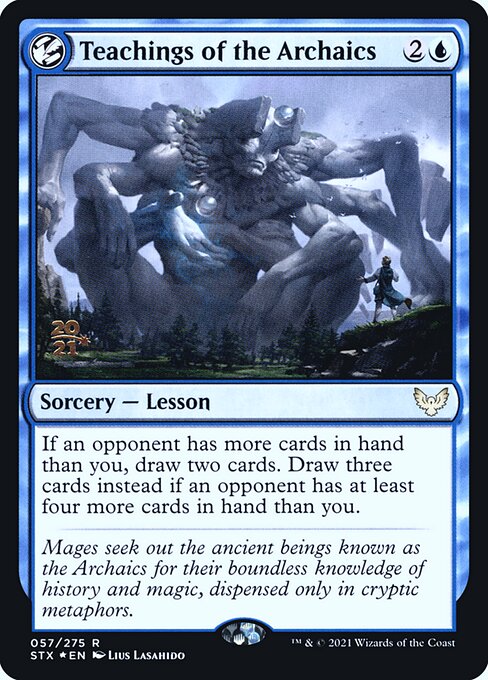 Teachings of the Archaics 2
20
21
Sorcery — Lesson
If an opponent has more cards in hand
than you, draw two cards. Draw three
cards instead if an opponent has at least
four more cards in hand than you.
Mages seek out the ancient beings known as
the Archaics for their boundless knowledge of
history and magic, dispensed only in cryptic
metaphors.
057/275 R
STX ★ EN Lius Lasahido
™ & © 2021 Wizards of the Coast